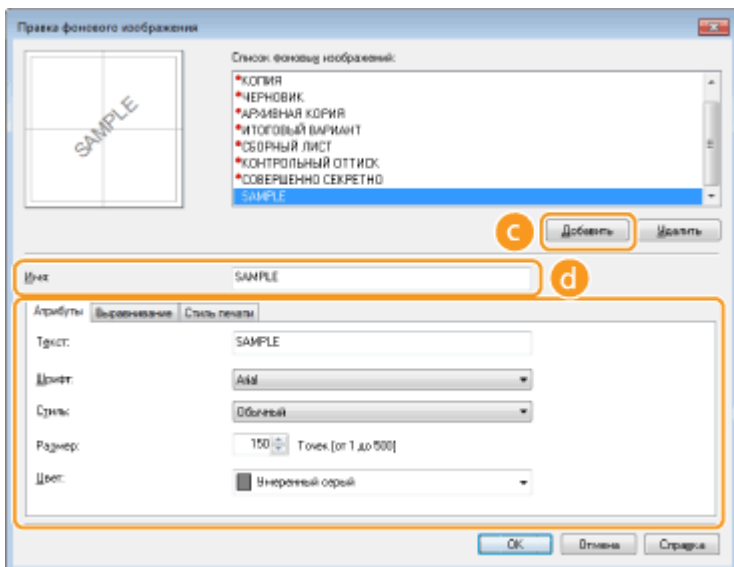 Правка фонового изображения
SAMPLE
Список фоновых изображений:
*КОПИЯ
*ЧЕРНОВИК
*АРХИВНАЯ КОПИЯ
*ИТОГОВЫЙ ВАРИАНТ
*СБОРНЫЙ ЛИСТ
*КОНТРОЛЬНЫЙ ОТТИСК
*СОВЕРШЕННО СЕКРЕТНО
SAMPLE
c Добавить Удалить
Имя: SAMPLE d
Атрибуты Выравнивание Стиль печати
Текст: SAMPLE
Шрифт: Arial
Стиль: Обычный
Размер: 150 Точек [от 1 до 500]
Цвет: Умеренный серый
OK Отмена Справка